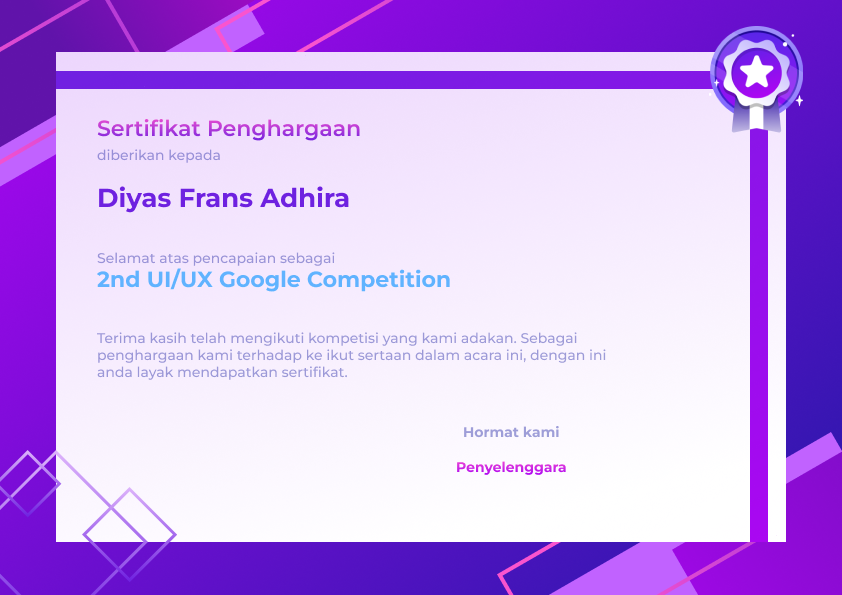 Sertifikat Penghargaan
diberikan kepada
Diyas Frans Adhira
Selamat atas pencapaian sebagai
2nd UI/UX Google Competition
Terima kasih telah mengikuti kompetisi yang kami adakan. Sebagai
penghargaan kami terhadap ke ikut sertaan dalam acara ini, dengan ini
anda layak mendapatkan sertifikat.
Hormat kami
Penyelenggara